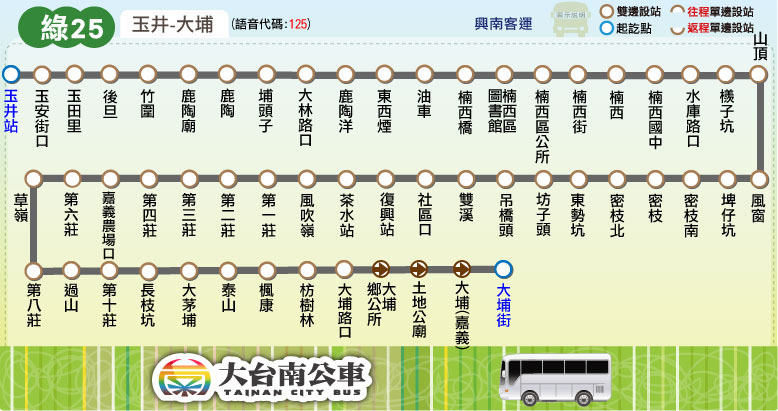 綠25
玉井-大埔
(語音代碼:125)
興南客運
圖示說明
雙邊設站
往程單邊設站
起訖點
返程單邊設站
玉井站
玉安街口
玉田里
後旦
竹圍
鹿陶廟
鹿陶
埔頭子
大林路口
鹿陶洋
東西煙
油車
楠西橋
楠西區圖書館
楠西區公所
楠西街
楠西
楠西國中
水庫路口
檨子坑
山頂
草嶺
第六莊
嘉義農場口
第四莊
第三莊
第二莊
第一莊
風吹嶺
茶水站
復興站
社區口
雙溪
吊橋頭
坊子頭
東勢坑
密枝北
密枝
密枝南
埤仔坑
風窗
第八莊
過山
第十莊
長枝坑
大茅埔
泰山
楓康
枋樹林
大埔路口
大埔鄉公所
土地公廟
大埔(嘉義)
大埔街
大台南公車
TAINAN CITY BUS